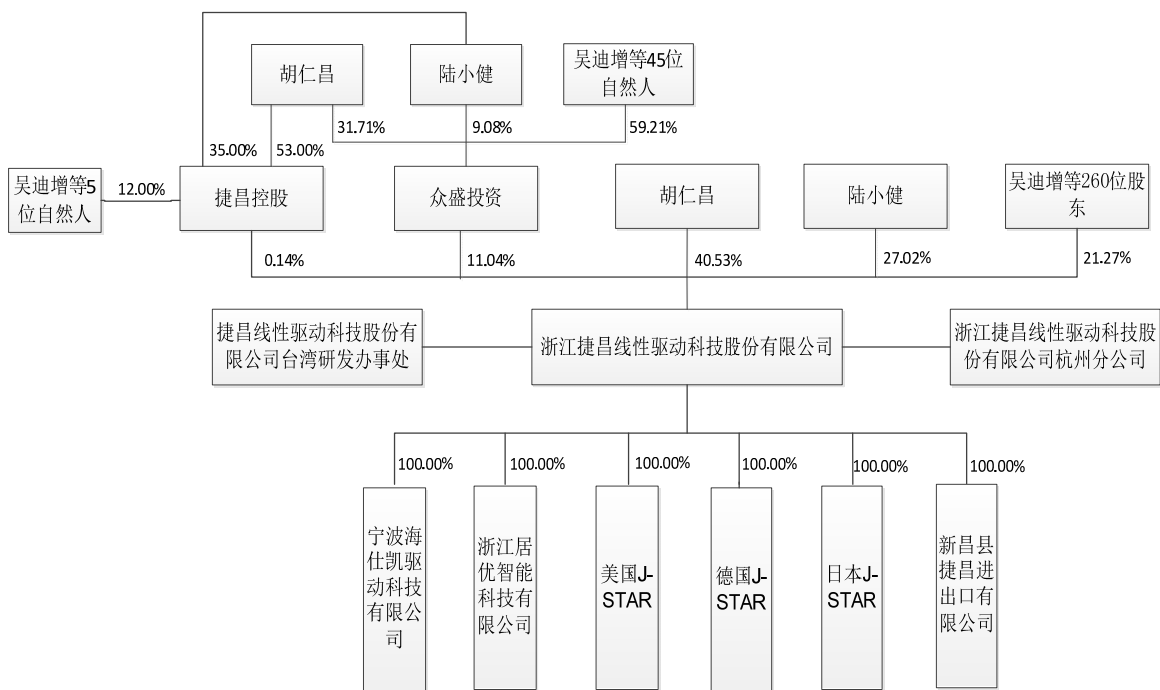 胡仁昌
陆小健
吴迪增等45位
自然人
31.71%
9.08%
59.21%
35.00%
53.00%
吴迪增等5
位自然人
12.00%
捷昌控股
众盛投资
胡仁昌
陆小健
吴迪增等260位股
东
0.14%
11.04%
40.53%
27.02%
21.27%
捷昌线性驱动科技股份有
限公司台湾研发办事处
浙江捷昌线性驱动科技股份有限公司
浙江捷昌线性驱动科技股
份有限公司杭州分公司
100.00%
100.00%
100.00%
100.00%
100.00%
100.00%
宁波海
仕凯驱
动科技
有限公
司
浙江居
优智能
科技有
限公司
美国J-
STAR
德国J-
STAR
日本J-
STAR
新昌县
捷昌进
出口有
限公司